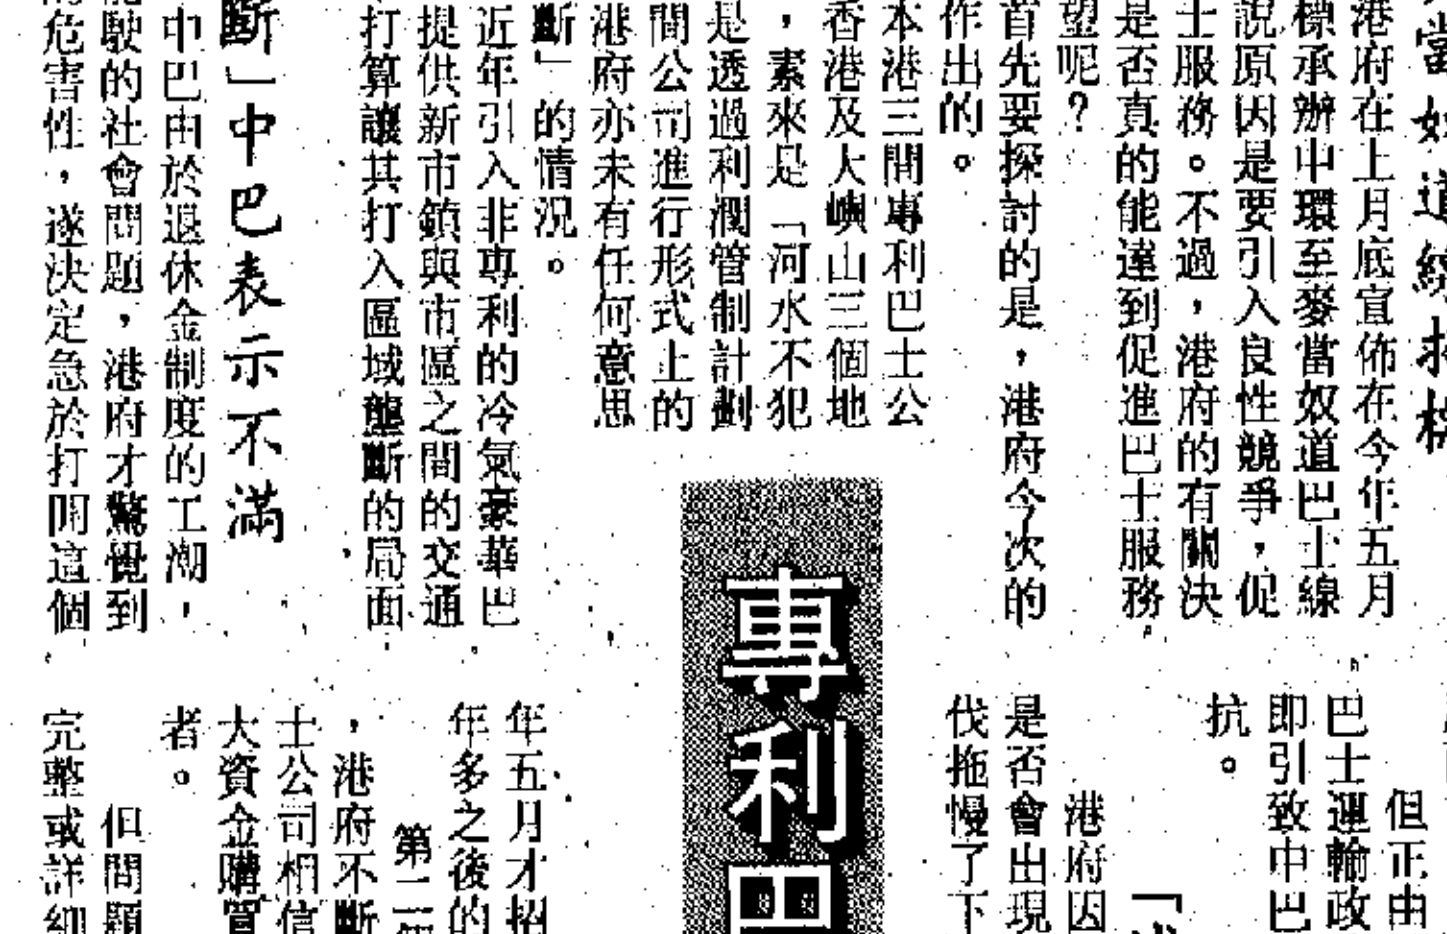 當奴道線投標
港府在上月底宣佈在今年五月
標承辦中環至麥當奴道巴士線
說原因是要引入良性競爭，促
士服務。不過，港府的有關決
是否真的能達到促進巴士服務
望呢？
首先要探討的是，港府今次的
作出的。
本港三間專利巴士公
香港及大嶼山三個地
，素來是「河水不犯
是透過利潤管制計劃
間公司進行形式上的
港府亦未有任何意思
斷」的情況。
近年引入非專利的冷氣豪華巴
提供新市鎮與市區之間的交通
打算讓其打入區域壟斷的局面
斷」中巴表示不滿
中巴由於退休金制度的工潮，
駛的社會問題，港府才驚覺到
的危害性，遂決定急於打開這個
但正由
巴士運輸政
即引致中巴
抗。
「
港府因
是否會出現
伐拖慢了下
專利巴
年五月才招
年多之後的
第二
，港府不斷
士公司相信
大資金購買
者。
但問題
完整或詳細